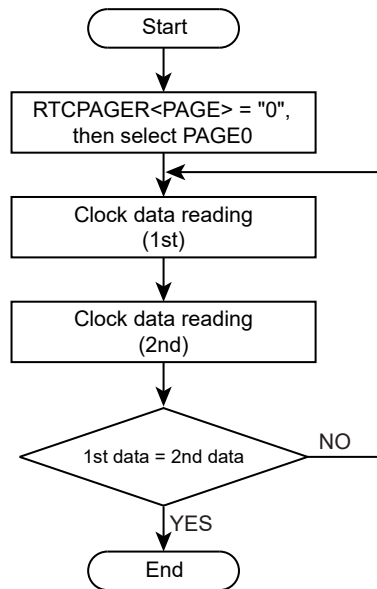 Start
RTCPAGER<PAGE> = "0",
then select PAGE0
Clock data reading
(1st)
Clock data reading
(2nd)
1st data = 2nd data
NO
YES
End